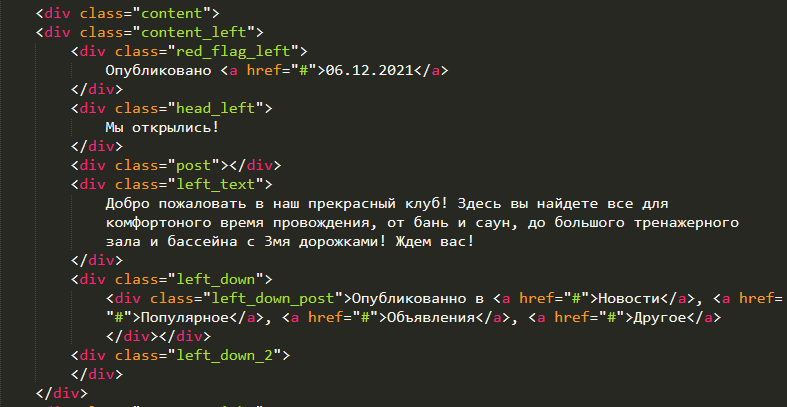 <div class="content">
<div class="content_left">
<div class="red_flag_left">
Опубликовано <a href="#">06.12.2021</a>
</div>
<div class="head_left">
Мы открылись!
</div>
<div class="post"></div>
<div class="left_text">
Добро пожаловать в наш прекрасный клуб! Здесь вы найдете все для
комфортоного время провождения, от бань и саун, до большого тренажерного
зала и бассейна с 3мя дорожками! Ждем вас!
</div>
<div class="left_down">
<div class="left_down_post">Опубликованно в <a href="#">Новости</a>, <a href=
"#">Популярное</a>, <a href="#">Объявления</a>, <a href="#">Другое</a>
</div></div>
<div class="left_down_2">
</div>
</div>